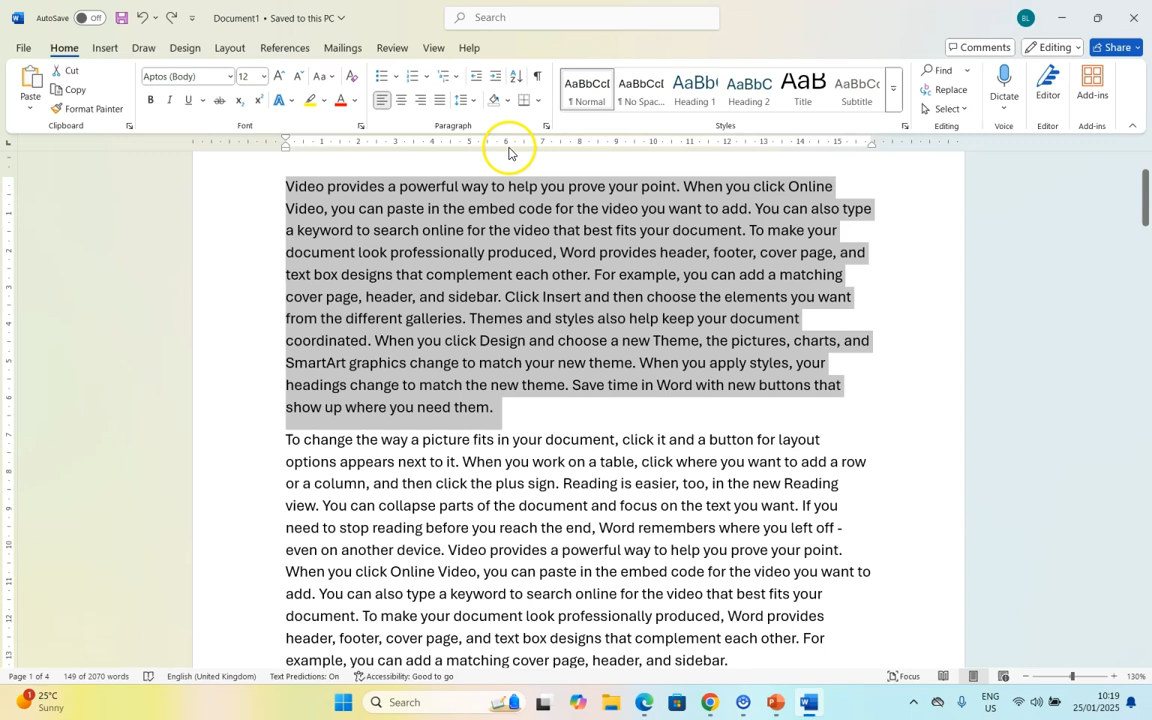 AutoSave Off Document1 • Saved to this PC Search BL
File Home Insert Draw Design Layout References Mailings Review View Help Comments Editing Share
Paste Cut Copy Format Painter
Aptos (Body) 12
AaBbCcI ¶ Normal
AaBbCcI ¶ No Spac...
AaBb( Heading 1
AaBbC Heading 2
AaB Title
AaBbCc( Subtitle
Find Replace Select
Dictate Editor Add-ins
Clipboard Font Paragraph Styles Editing Voice Editor Add-ins
1 2 3 4 5 6 7 8 9 10 11 12 13 14 15
Video provides a powerful way to help you prove your point. When you click Online
Video, you can paste in the embed code for the video you want to add. You can also type
a keyword to search online for the video that best fits your document. To make your
document look professionally produced, Word provides header, footer, cover page, and
text box designs that complement each other. For example, you can add a matching
cover page, header, and sidebar. Click Insert and then choose the elements you want
from the different galleries. Themes and styles also help keep your document
coordinated. When you click Design and choose a new Theme, the pictures, charts, and
SmartArt graphics change to match your new theme. When you apply styles, your
headings change to match the new theme. Save time in Word with new buttons that
show up where you need them.
To change the way a picture fits in your document, click it and a button for layout
options appears next to it. When you work on a table, click where you want to add a row
or a column, and then click the plus sign. Reading is easier, too, in the new Reading
view. You can collapse parts of the document and focus on the text you want. If you
need to stop reading before you reach the end, Word remembers where you left off -
even on another device. Video provides a powerful way to help you prove your point.
When you click Online Video, you can paste in the embed code for the video you want to
add. You can also type a keyword to search online for the video that best fits your
document. To make your document look professionally produced, Word provides
header, footer, cover page, and text box designs that complement each other. For
example, you can add a matching cover page, header, and sidebar.
Page 1 of 4 149 of 2070 words English (United Kingdom) Text Predictions: On Accessibility: Good to go Focus 130%
25°C
Sunny
Search
ENG
US
10:19
25/01/2025